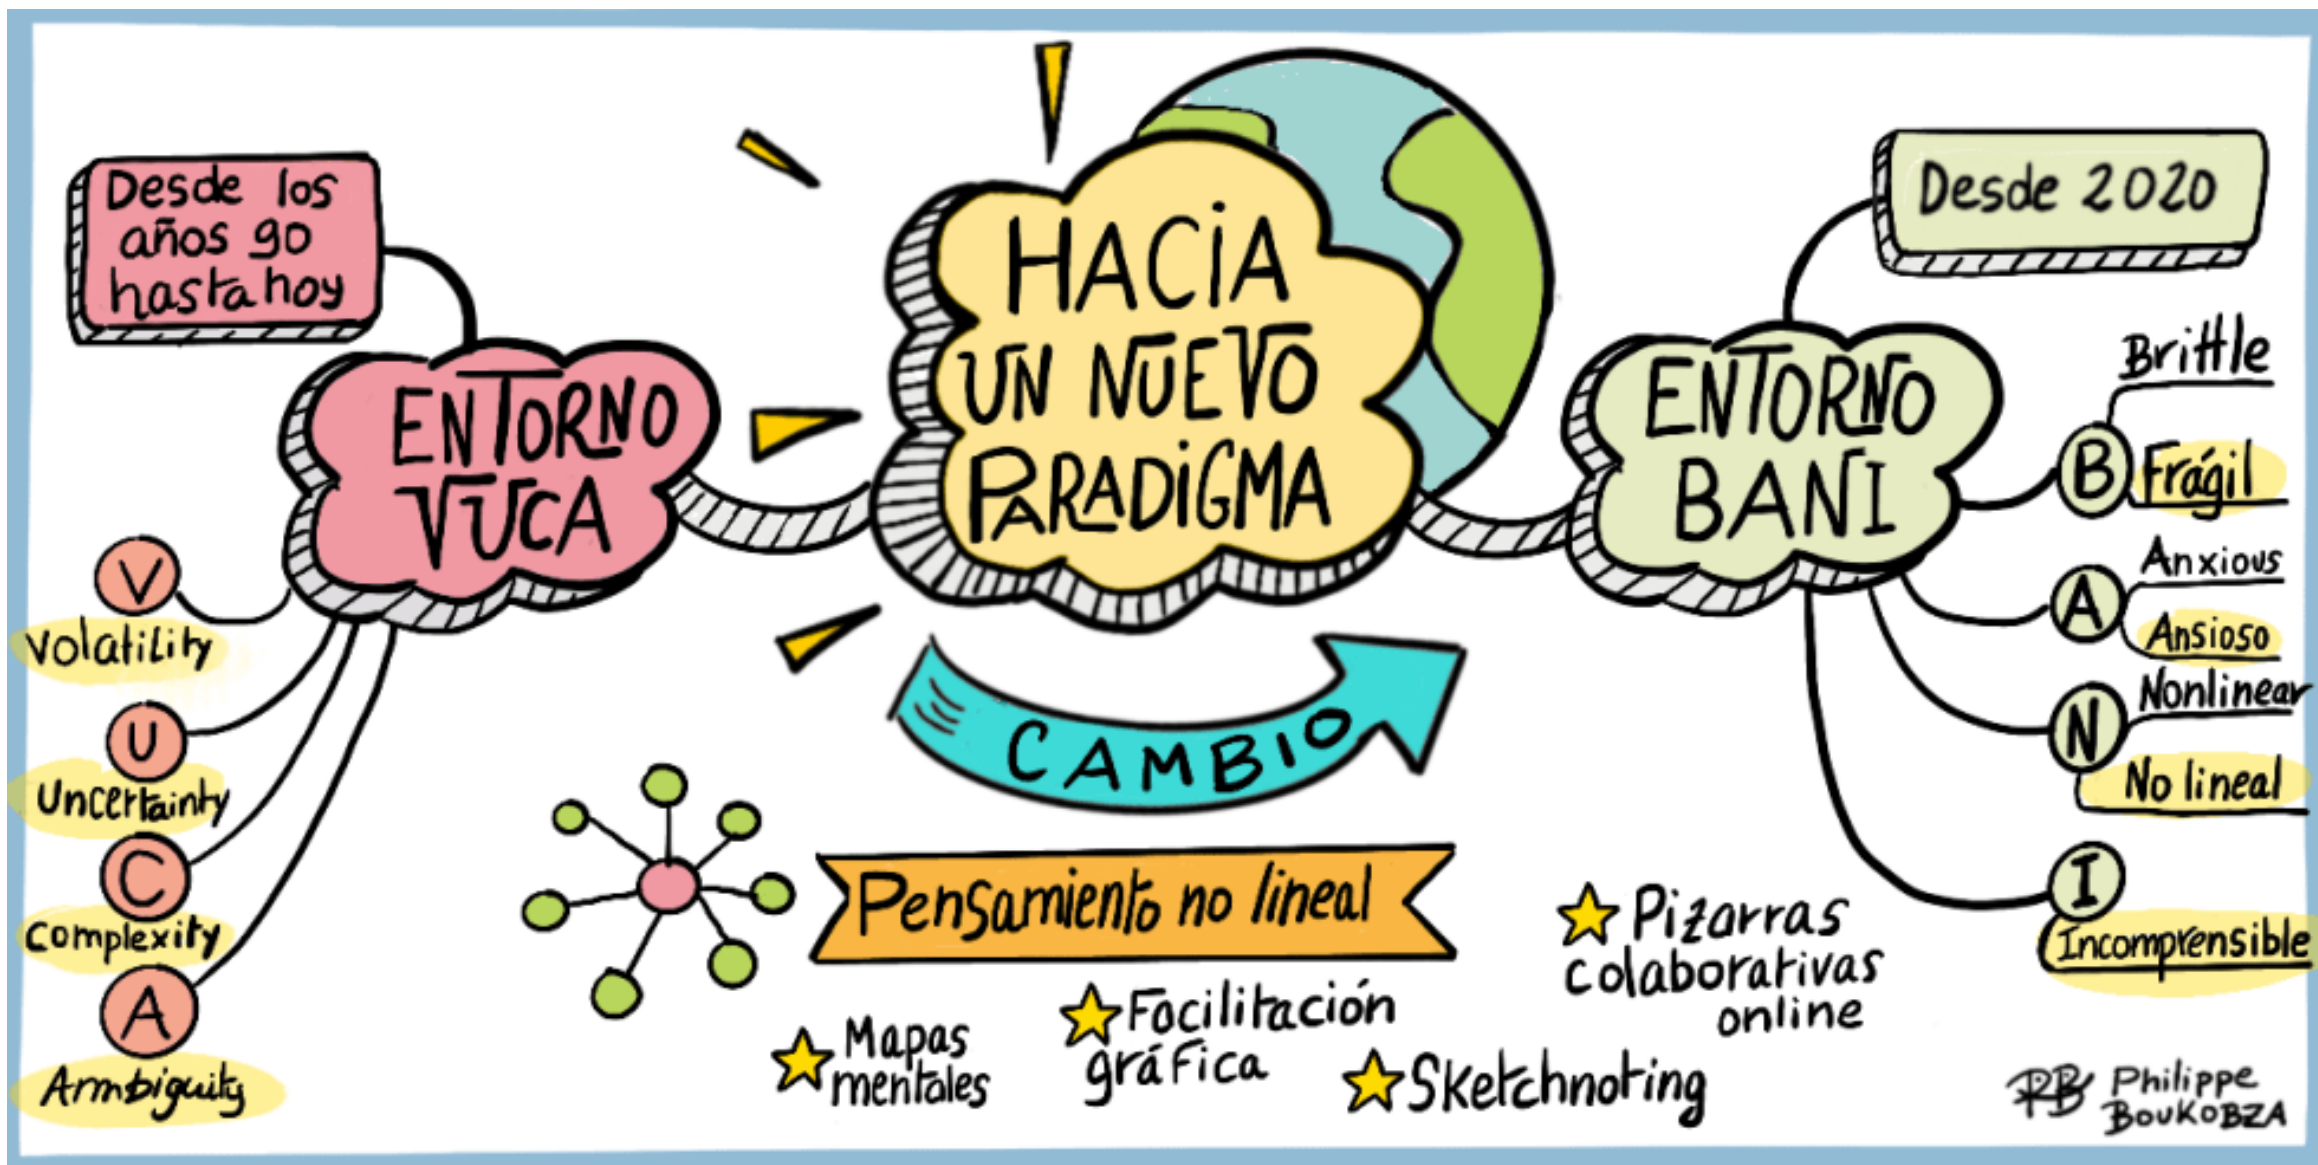 Desde los
años 90
hasta hoy
ENTORNO
VUCA
V
Volatility
U
Uncertainty
C
Complexity
A
Ambiguity
HACIA
UN NUEVO
PARADIGMA
CAMBIO
Pensamiento no lineal
Mapas
mentales
Facilitación
gráfica
Sketchnoting
Pizarras
colaborativas
online
Desde 2020
ENTORNO
BANI
Brittle
B
Frágil
Anxious
A
Ansioso
Nonlinear
N
No lineal
I
Incomprensible
PB Philippe
BOUKOBZA